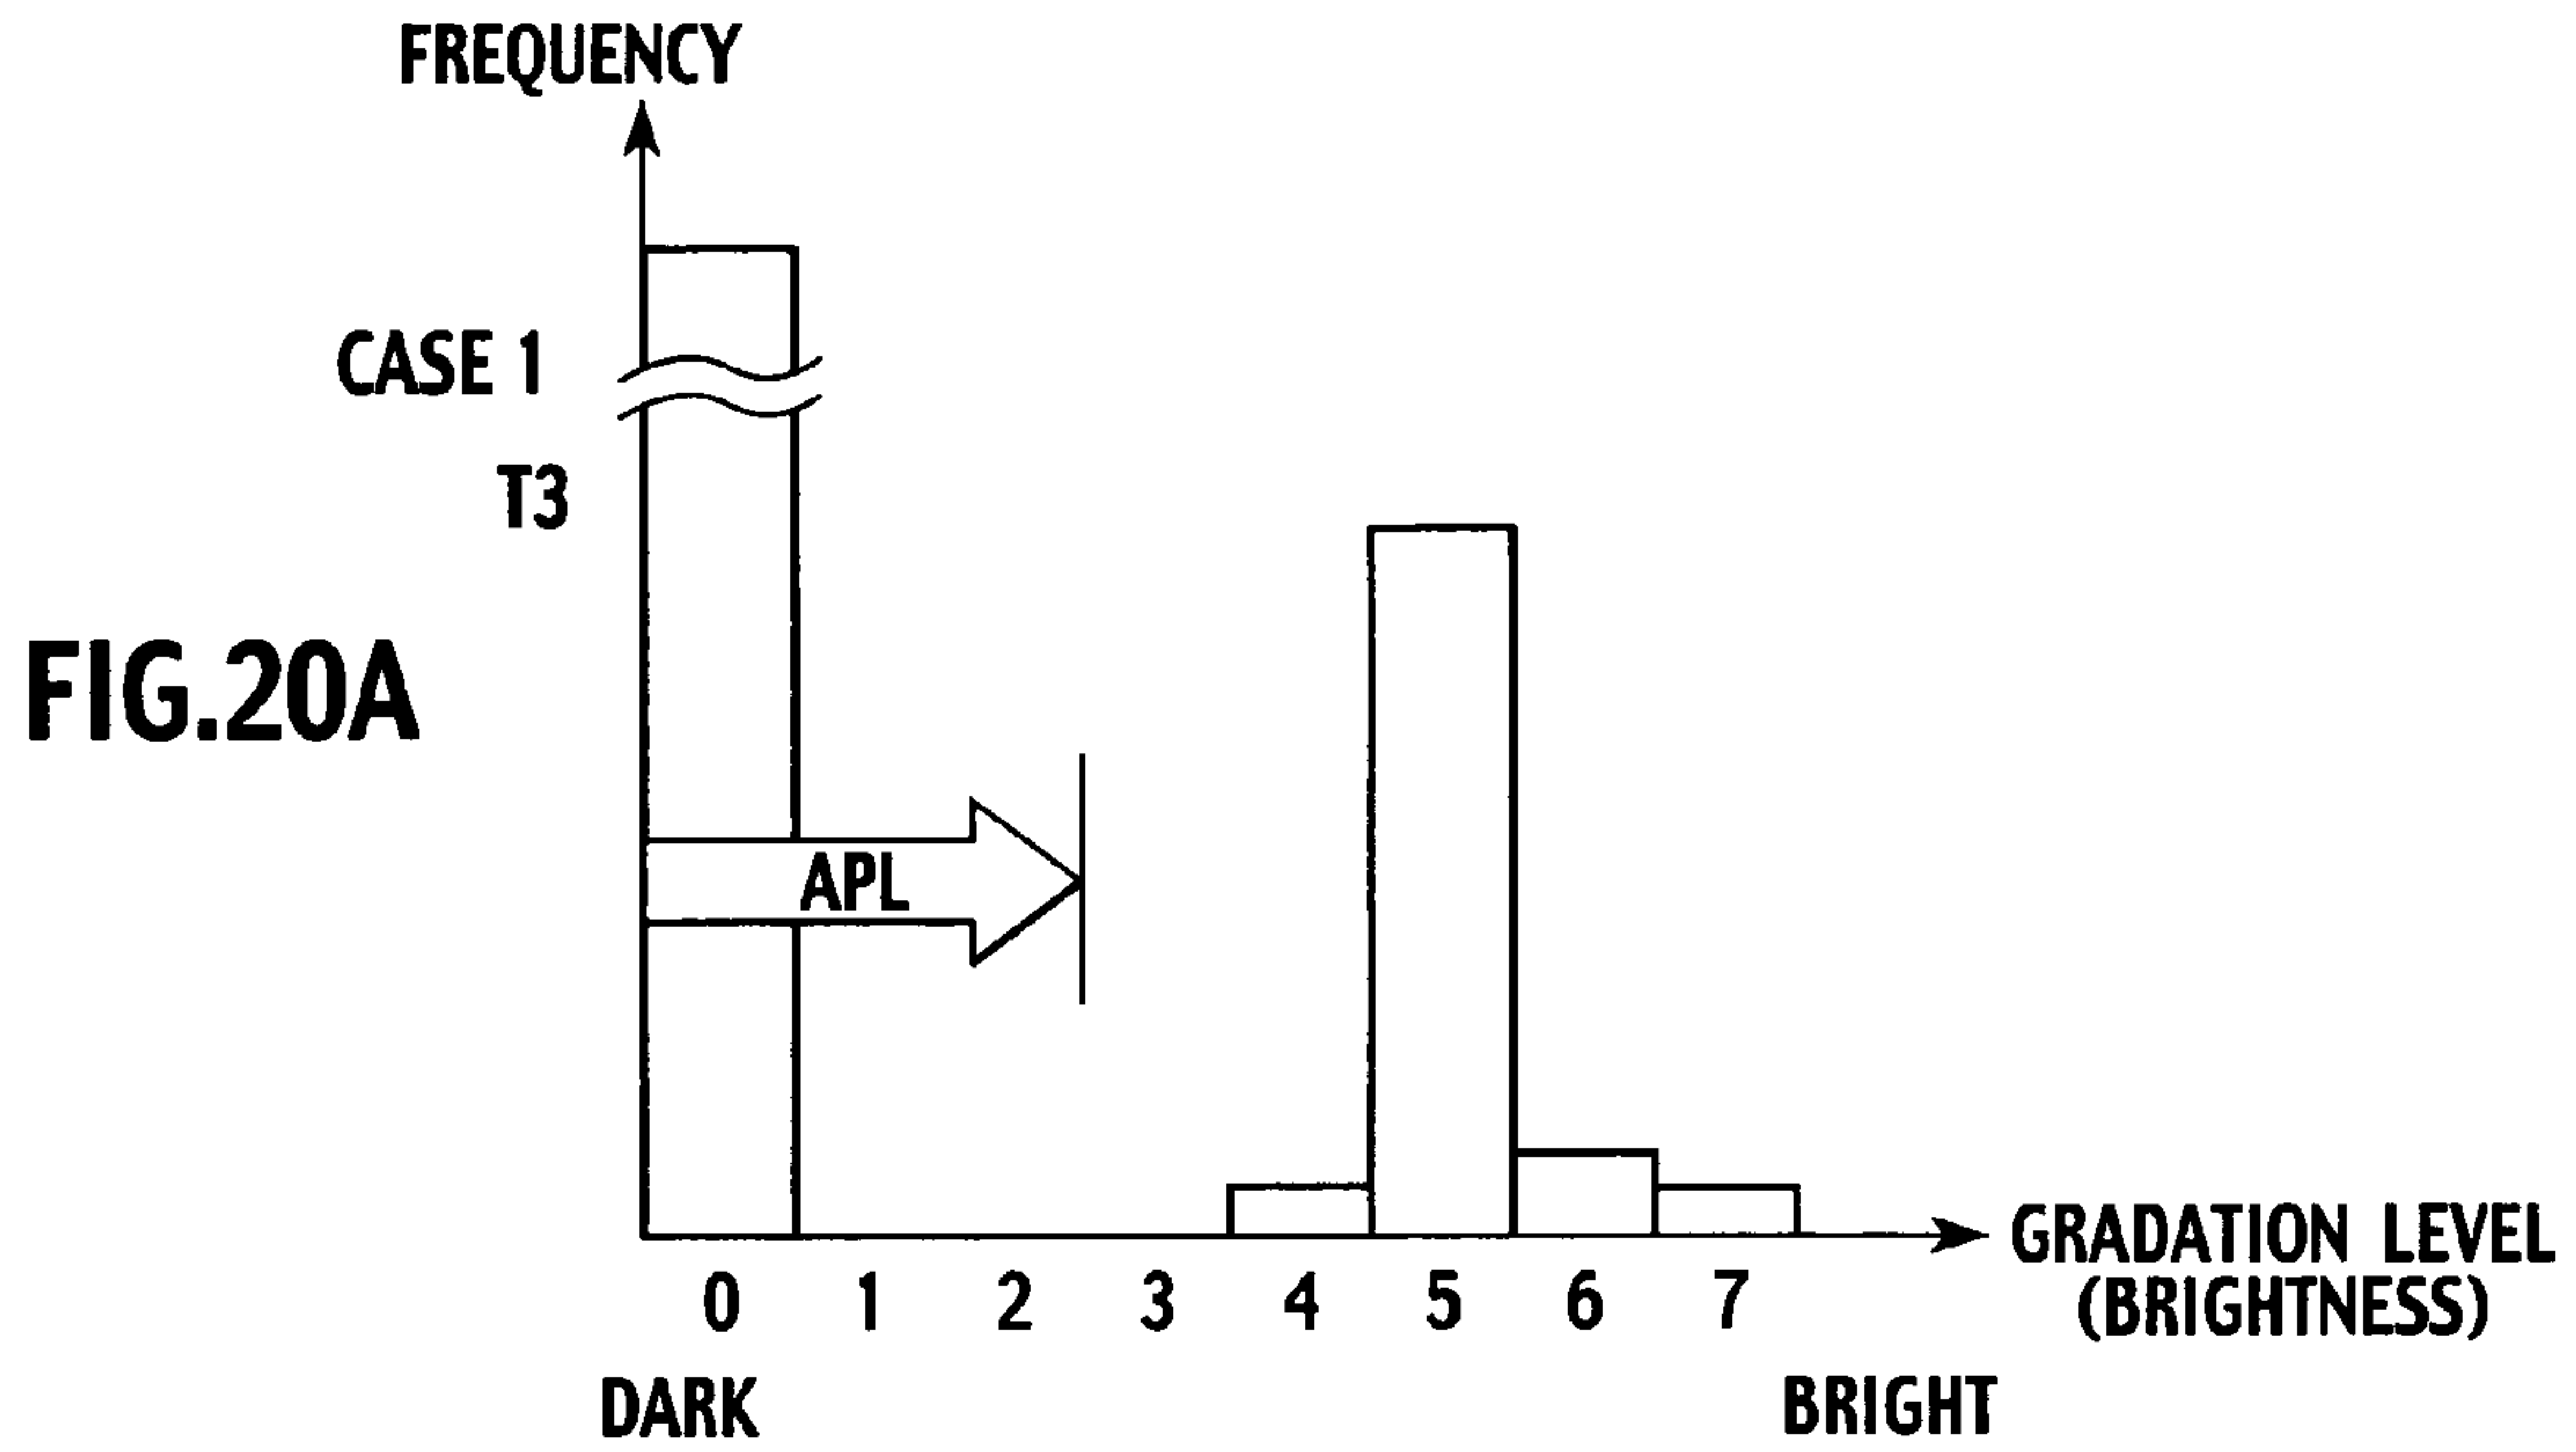 FREQUENCY
CASE 1
T3
FIG.20A
APL
GRADATION LEVEL
(BRIGHTNESS)
0 1 2 3 4 5 6 7
DARK BRIGHT